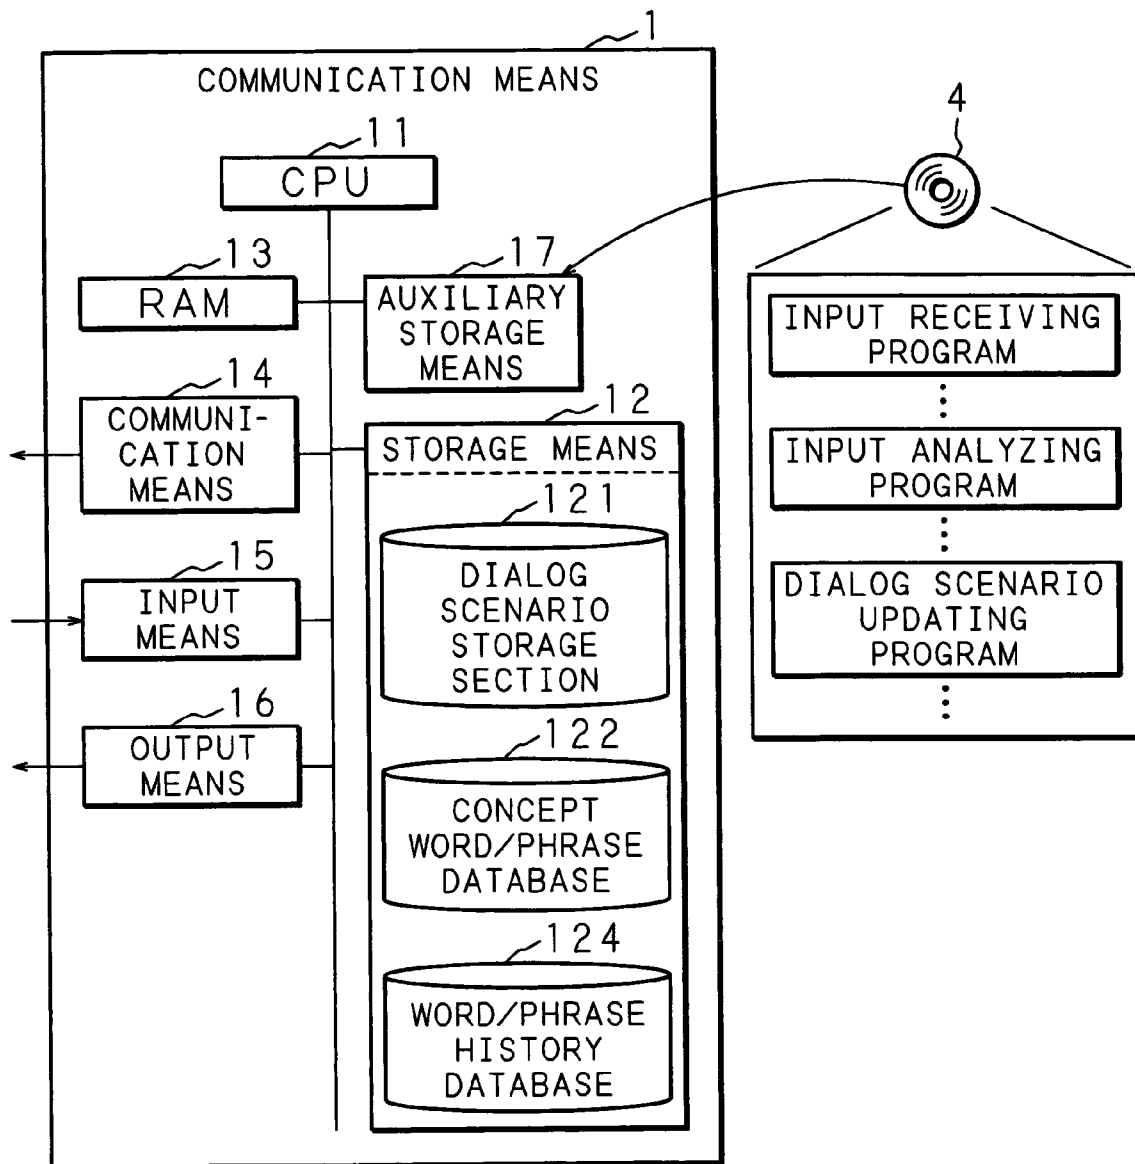 1
COMMUNICATION MEANS
11
CPU
13
RAM
17
AUXILIARY
STORAGE
MEANS
14
COMMUNI-
CATION
MEANS
12
STORAGE MEANS
121
DIALOG
SCENARIO
STORAGE
SECTION
15
INPUT
MEANS
16
OUTPUT
MEANS
122
CONCEPT
WORD/PHRASE
DATABASE
124
WORD/PHRASE
HISTORY
DATABASE
4
INPUT RECEIVING
PROGRAM
INPUT ANALYZING
PROGRAM
DIALOG SCENARIO
UPDATING
PROGRAM